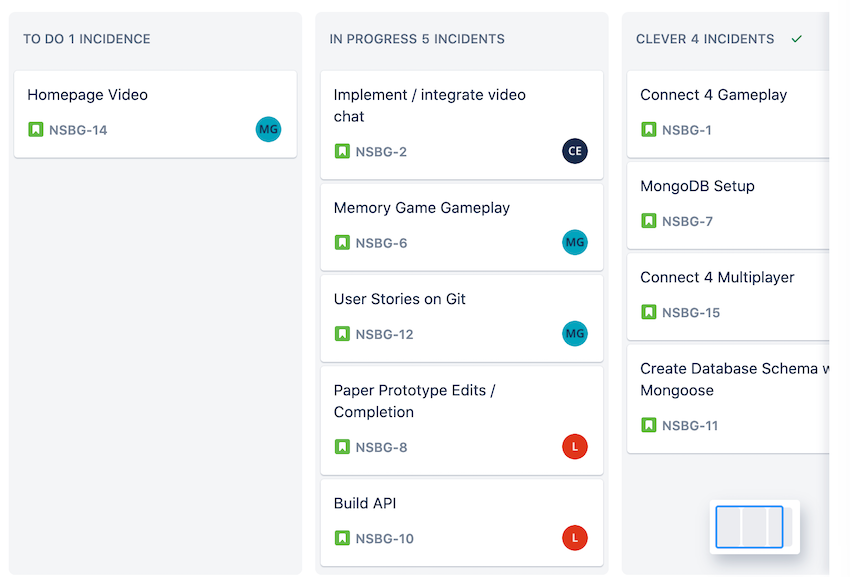 TO DO 1 INCIDENCE
Homepage Video
NSBG-14
MG
IN PROGRESS 5 INCIDENTS
Implement / integrate video
chat
NSBG-2
CE
Memory Game Gameplay
NSBG-6
MG
User Stories on Git
NSBG-12
MG
Paper Prototype Edits /
Completion
NSBG-8
L
Build API
NSBG-10
L
CLEVER 4 INCIDENTS
Connect 4 Gameplay
NSBG-1
MongoDB Setup
NSBG-7
Connect 4 Multiplayer
NSBG-15
Create Database Schema
Mongoose
NSBG-11